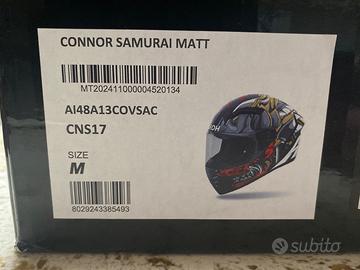 CONNOR SAMURAI MATT
MT202411000004520134
AI48A13COVSAC
CNS17
SIZE
M
8029243385493
subito